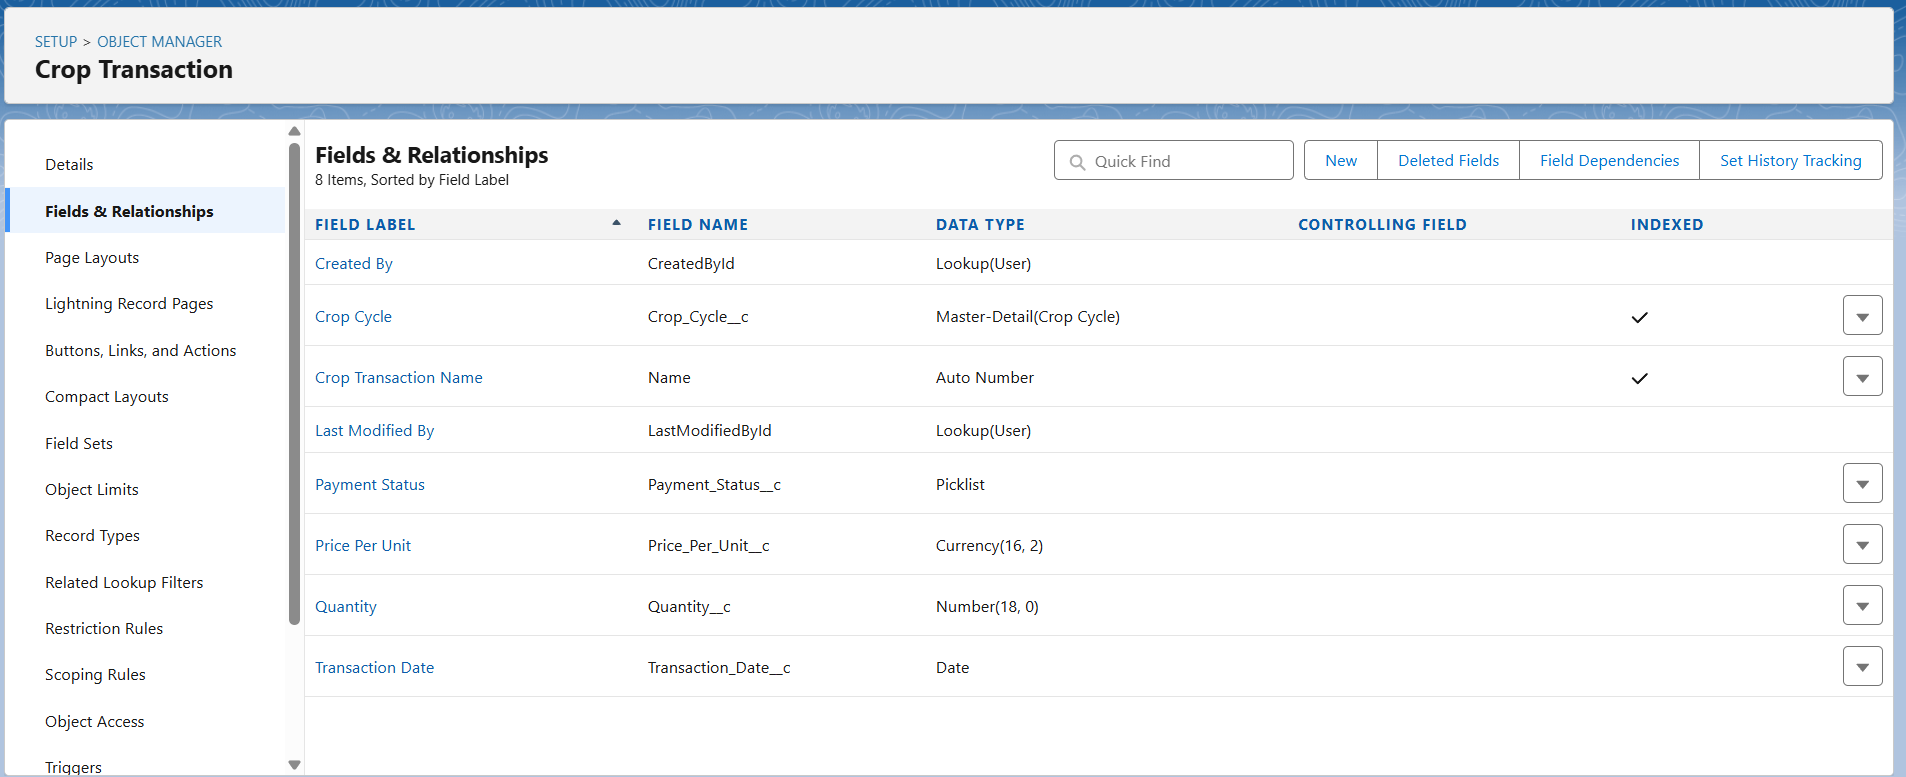 SETUP > OBJECT MANAGER
Crop Transaction
Details
Fields & Relationships
Page Layouts
Lightning Record Pages
Buttons, Links, and Actions
Compact Layouts
Field Sets
Object Limits
Record Types
Related Lookup Filters
Restriction Rules
Scoping Rules
Object Access
Triggers
Fields & Relationships
8 Items, Sorted by Field Label
Quick Find
New
Deleted Fields
Field Dependencies
Set History Tracking
FIELD LABEL FIELD NAME DATA TYPE CONTROLLING FIELD INDEXED
Created By CreatedById Lookup(User)
Crop Cycle Crop_Cycle__c Master-Detail(Crop Cycle)
Crop Transaction Name Name Auto Number
Last Modified By LastModifiedById Lookup(User)
Payment Status Payment_Status__c Picklist
Price Per Unit Price_Per_Unit__c Currency(16, 2)
Quantity Quantity__c Number(18, 0)
Transaction Date Transaction_Date__c Date